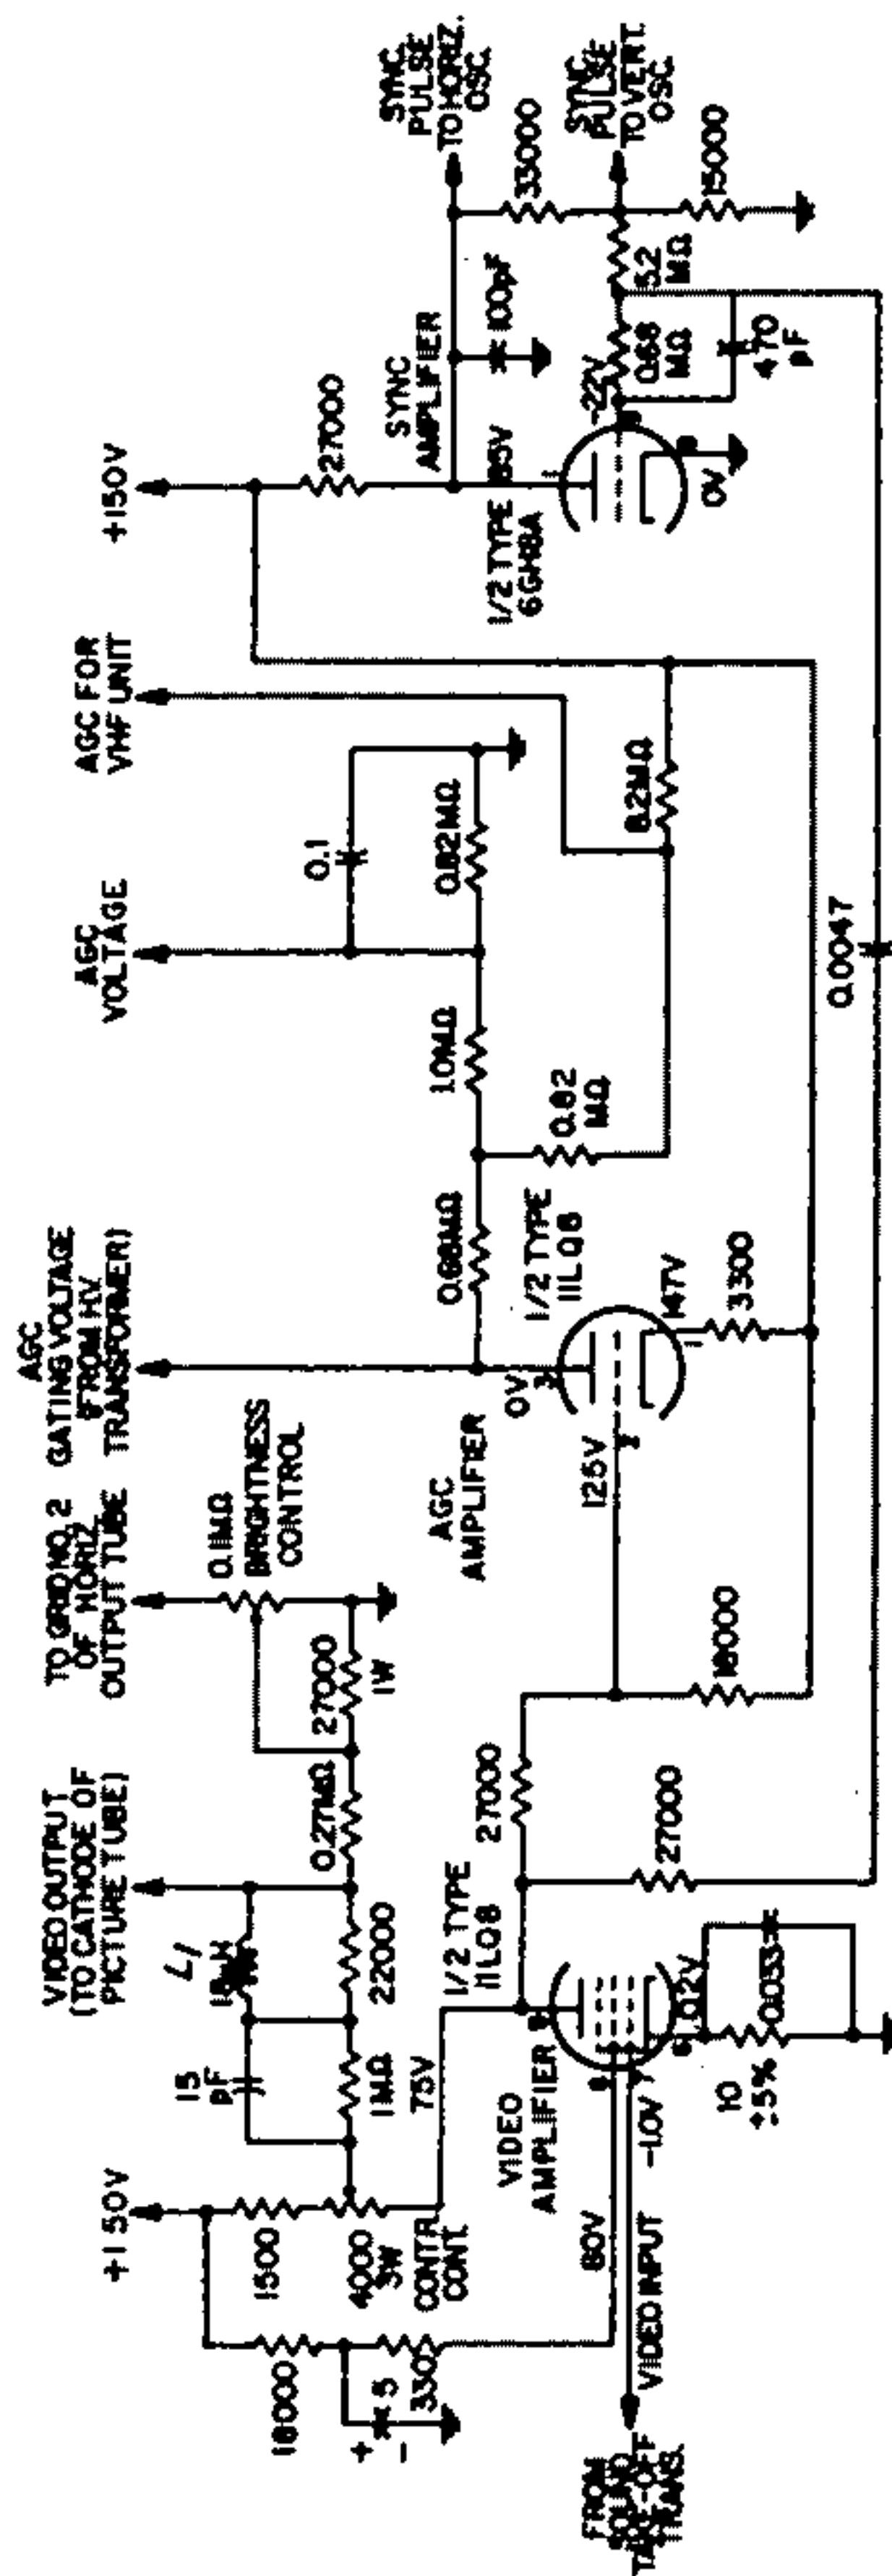 SYNC
PULSE
TO HORIZ.
OSC.
SYNC
PULSE
TO VERT.
OSC.
33000
15000
100pF
5.2
MΩ
0.68
MΩ
470
pF
-22V
SYNC
AMPLIFIER
27000
+150V
1/2 TYPE
6GH8A
0V
AGC FOR
VHF UNIT
AGC
VOLTAGE
0.1
0.82MΩ
8.2MΩ
0.0047
0.82
MΩ
0.68MΩ
1/2 TYPE
11LQ8
147V
1
3300
AGC
GATING VOLTAGE
(FROM H.V.
TRANSFORMER)
0V
3
125V
2
AGC
AMPLIFIER
TO GRID NO. 2
OF HORIZ.
OUTPUT TUBE
0.1MΩ
BRIGHTNESS
CONTROL
27000
1W
0.27MΩ
18000
27000
27000
VIDEO OUTPUT
(TO CATHODE OF
PICTURE TUBE)
L1
22000
15
pF
1MΩ
75V
1/2 TYPE
11LQ8
VIDEO
AMPLIFIER
80V
-1.0V
7
6
0.2V
0.033
10
±5%
+150V
1500
4000
3W
CONTR.
CONT.
18000
330
5
+
-
VIDEO INPUT
FROM
SOUND
TAKE-OFF
TRANS.